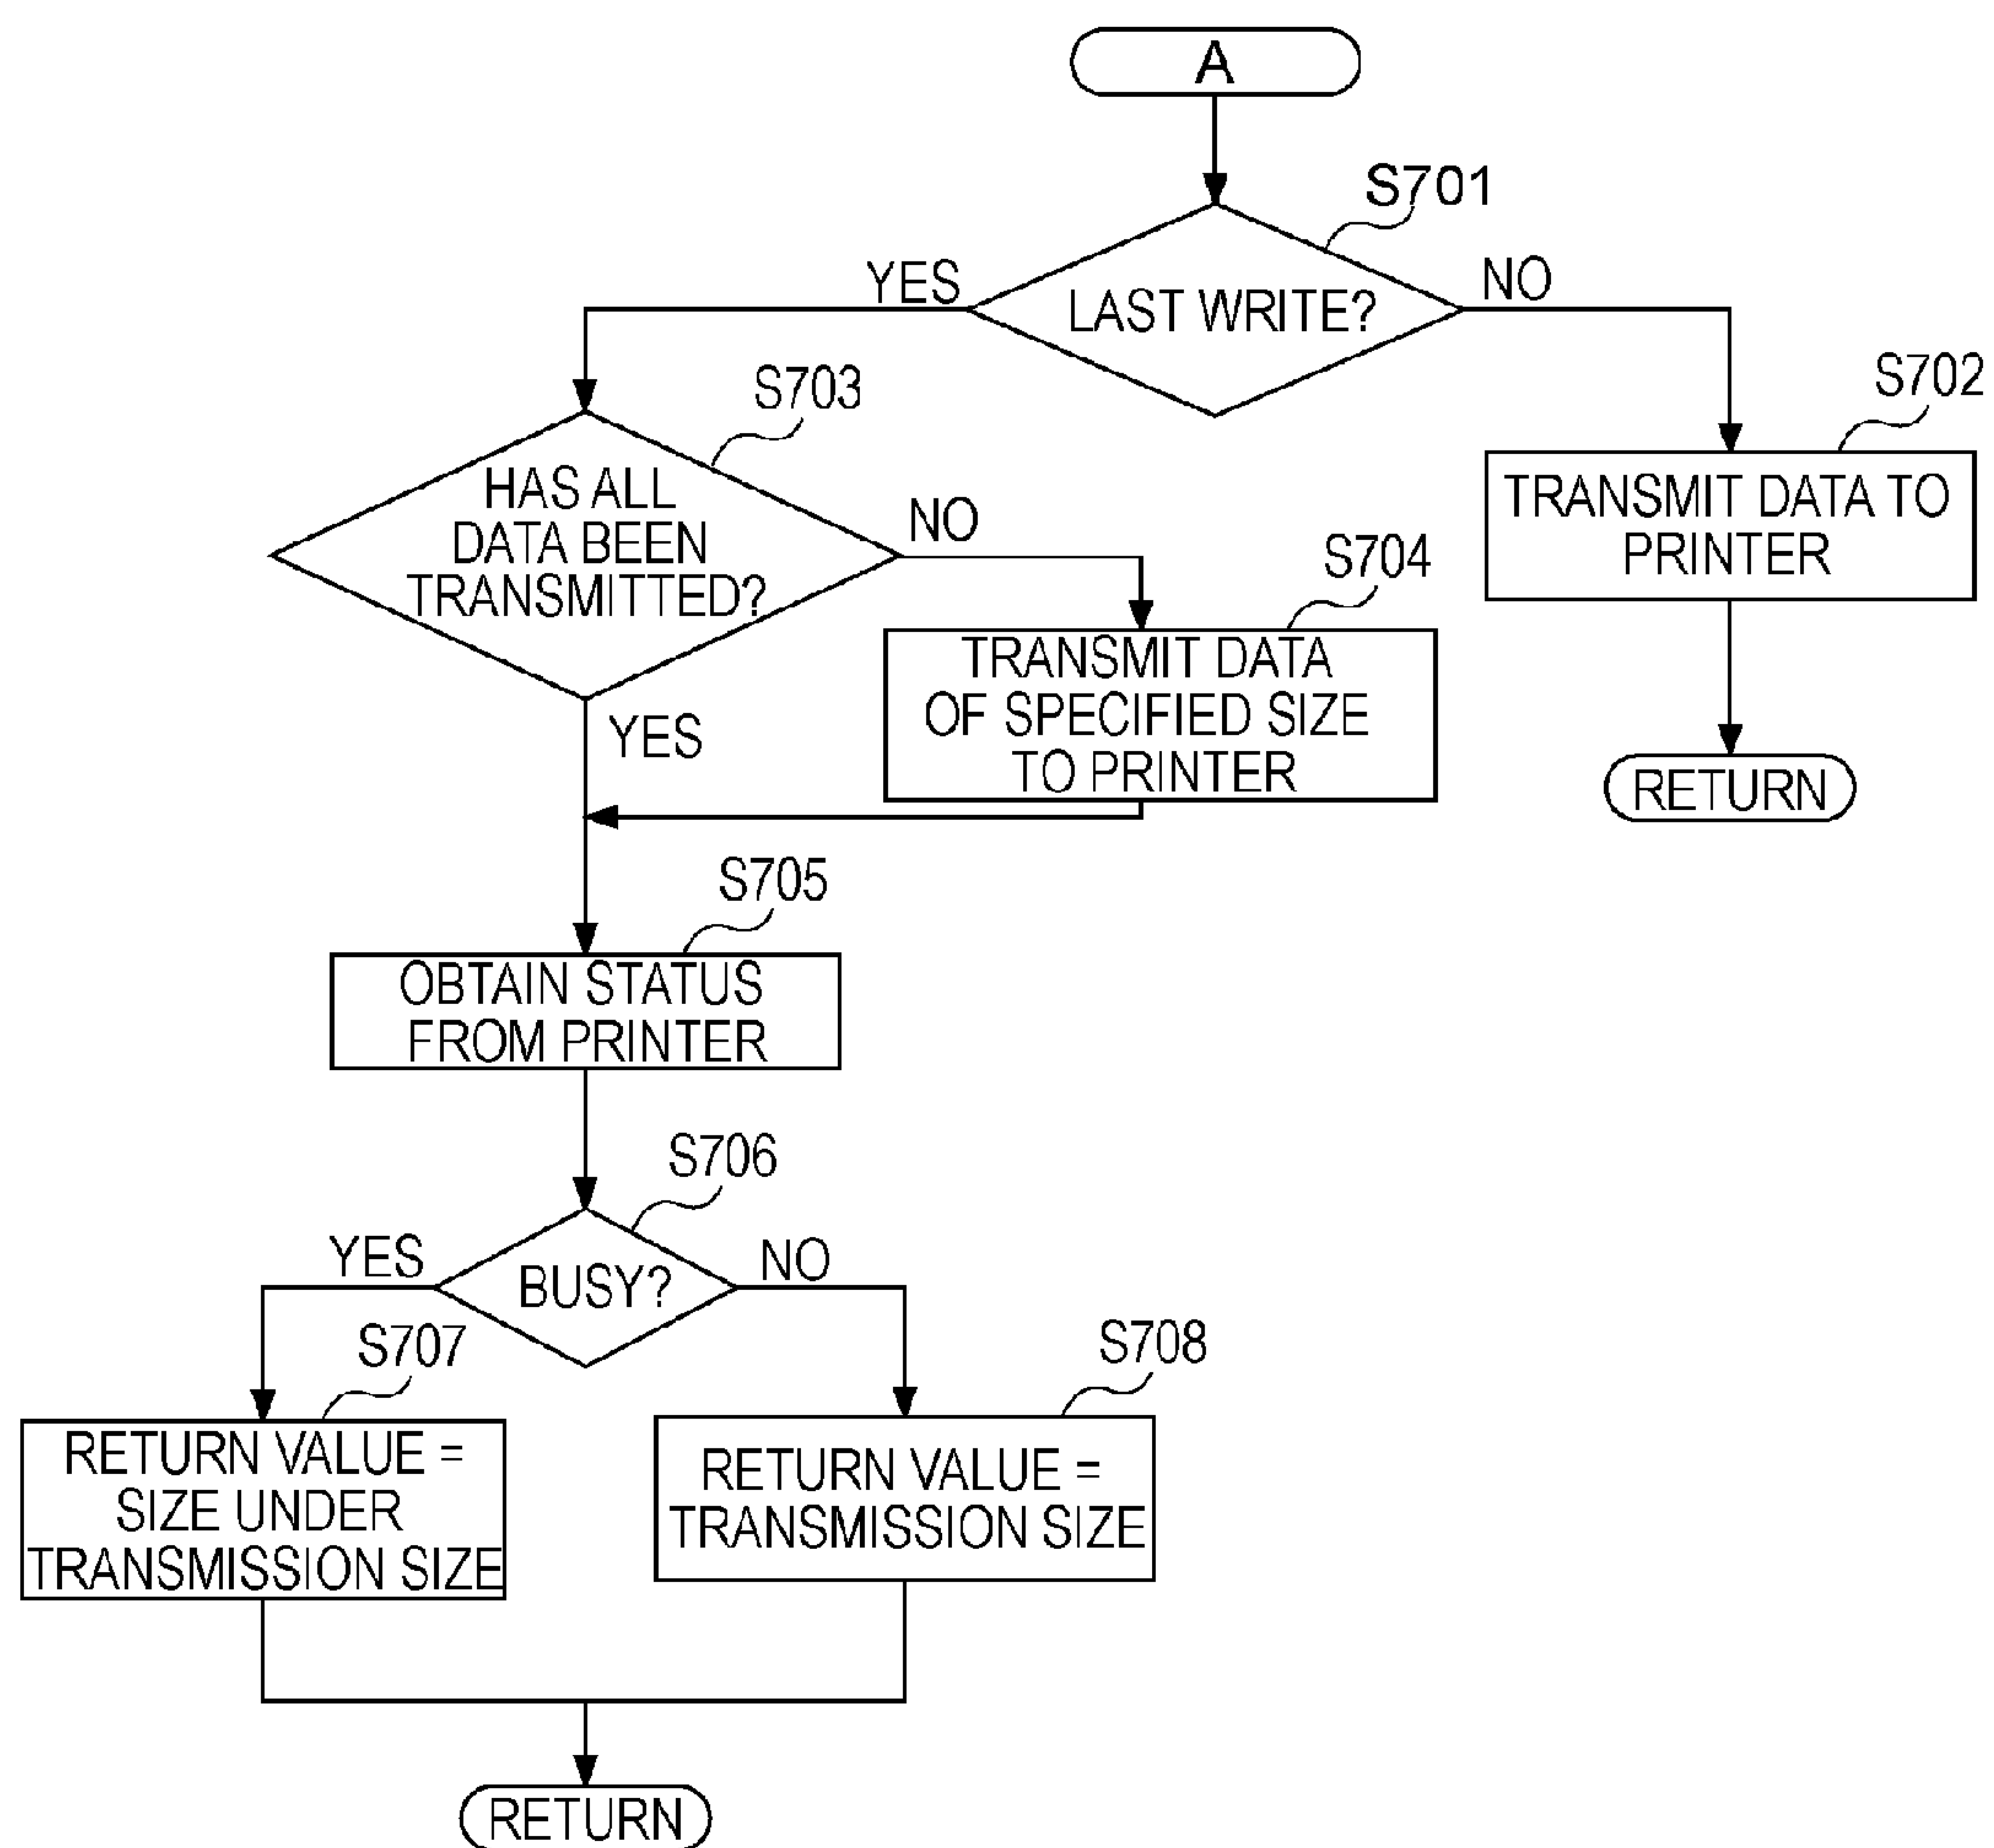 A
S701
YES
NO
LAST WRITE?
S702
TRANSMIT DATA TO
PRINTER
RETURN
S703
HAS ALL
DATA BEEN
TRANSMITTED?
NO
YES
S704
TRANSMIT DATA
OF SPECIFIED SIZE
TO PRINTER
S705
OBTAIN STATUS
FROM PRINTER
S706
YES
NO
BUSY?
S707
RETURN VALUE =
SIZE UNDER
TRANSMISSION SIZE
S708
RETURN VALUE =
TRANSMISSION SIZE
RETURN